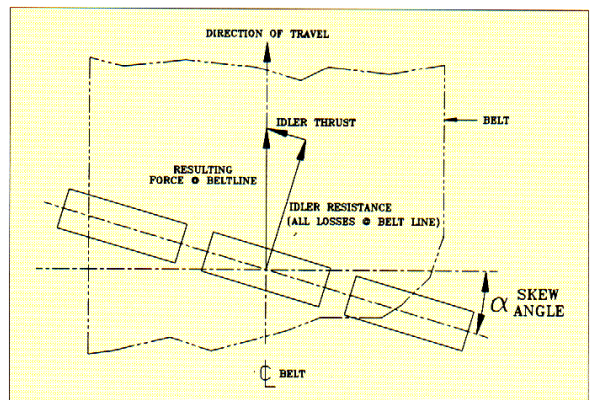 DIRECTION OF TRAVEL
IDLER THRUST
BELT
RESULTING
FORCE @ BELTLINE
IDLER RESISTANCE
(ALL LOSSES @ BELT LINE)
α SKEW
ANGLE
℄ BELT